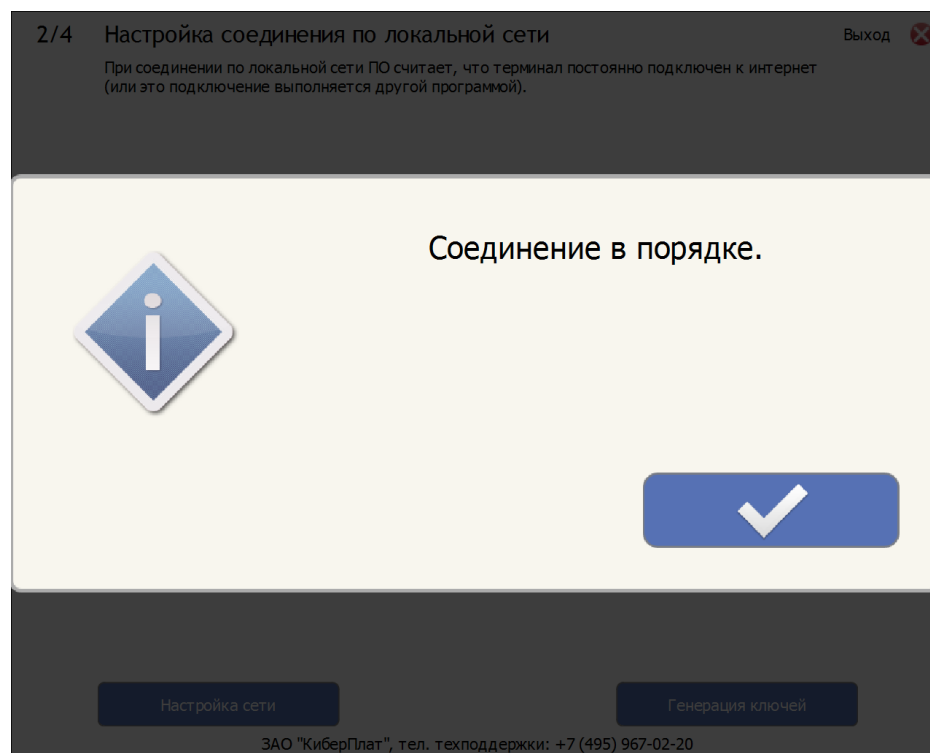 2/4 Настройка соединения по локальной сети Выход
При соединении по локальной сети ПО считает, что терминал постоянно подключен к интернет
(или это подключение выполняется другой программой).
Соединение в порядке.
Настройка сети Генерация ключей
ЗАО "КиберПлат", тел. техподдержки: +7 (495) 967-02-20